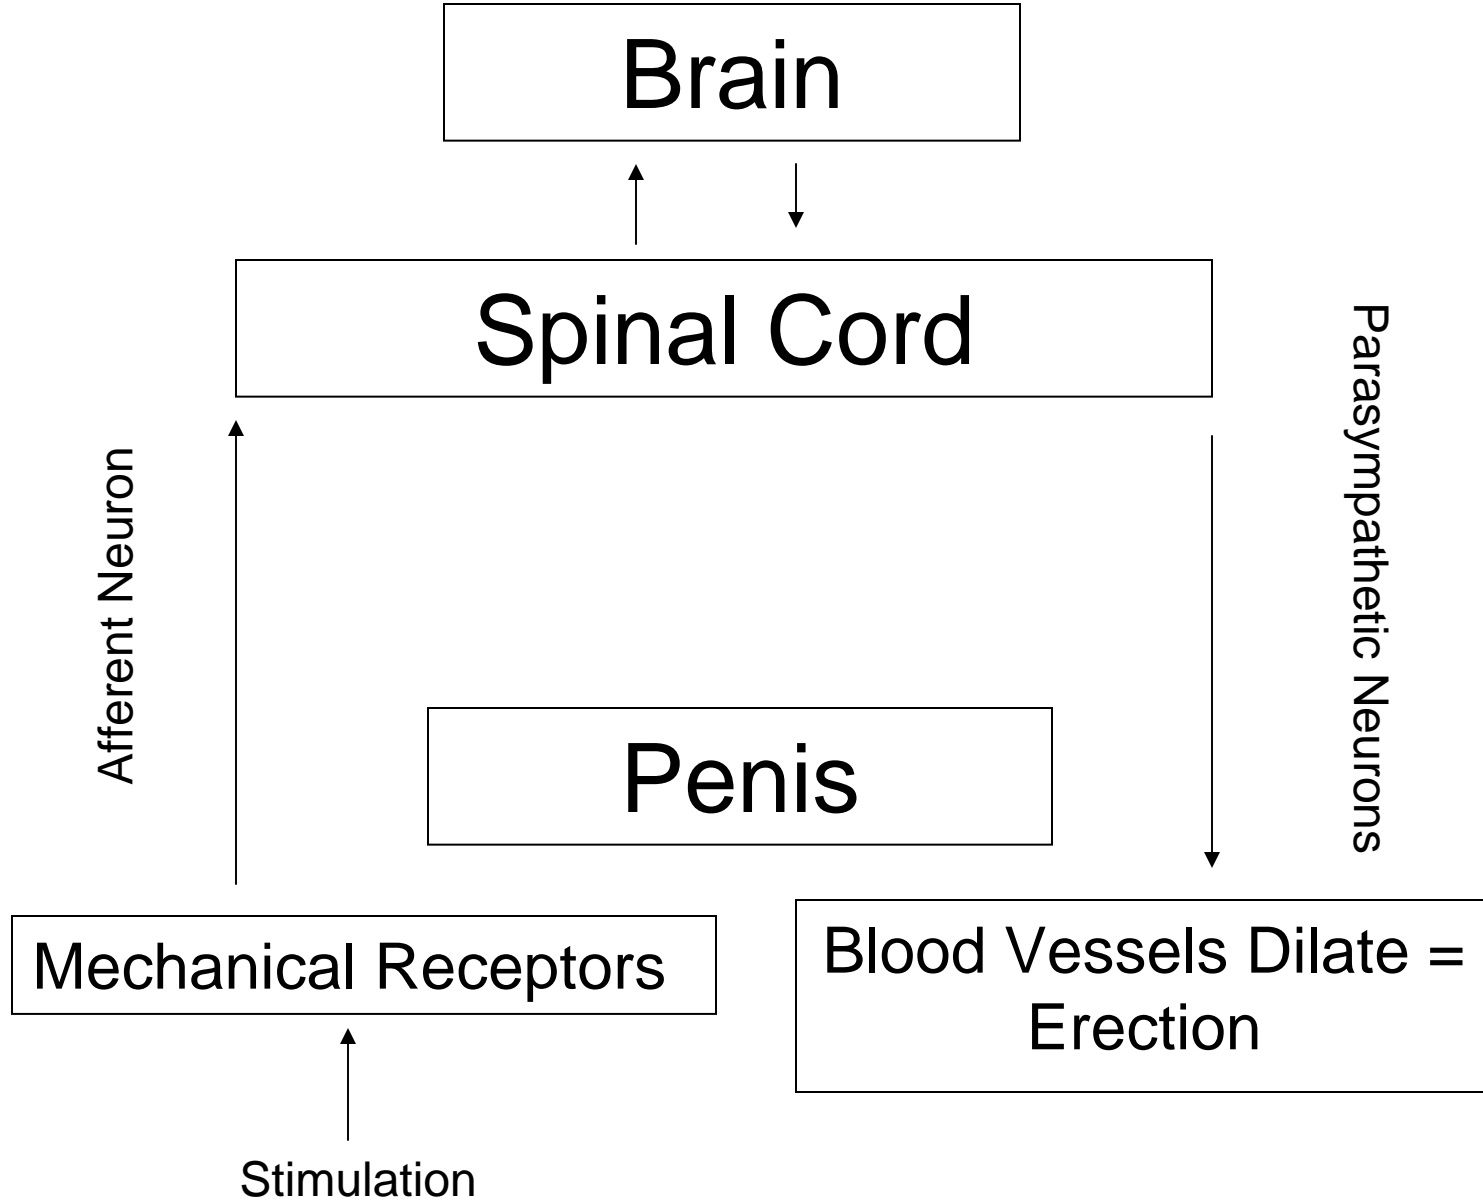 Brain
Spinal Cord
Afferent Neuron
Parasympathetic Neurons
Penis
Mechanical Receptors
Blood Vessels Dilate =
Erection
Stimulation